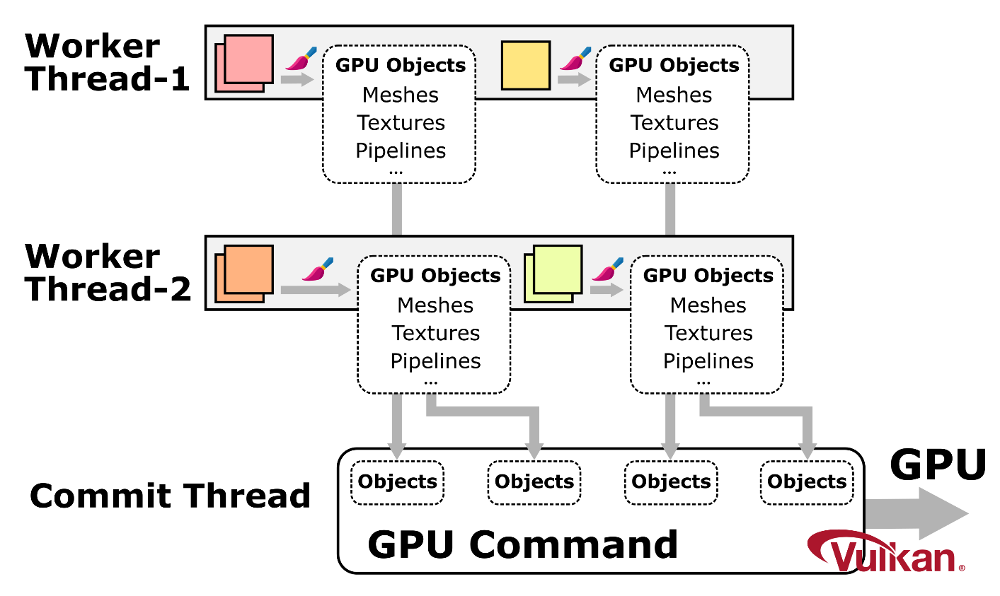 Worker
Thread-1
GPU Objects
Meshes
Textures
Pipelines
...
GPU Objects
Meshes
Textures
Pipelines
...
Worker
Thread-2
GPU Objects
Meshes
Textures
Pipelines
...
GPU Objects
Meshes
Textures
Pipelines
...
Commit Thread
Objects
Objects
Objects
Objects
GPU Command
GPU
Vulkan®